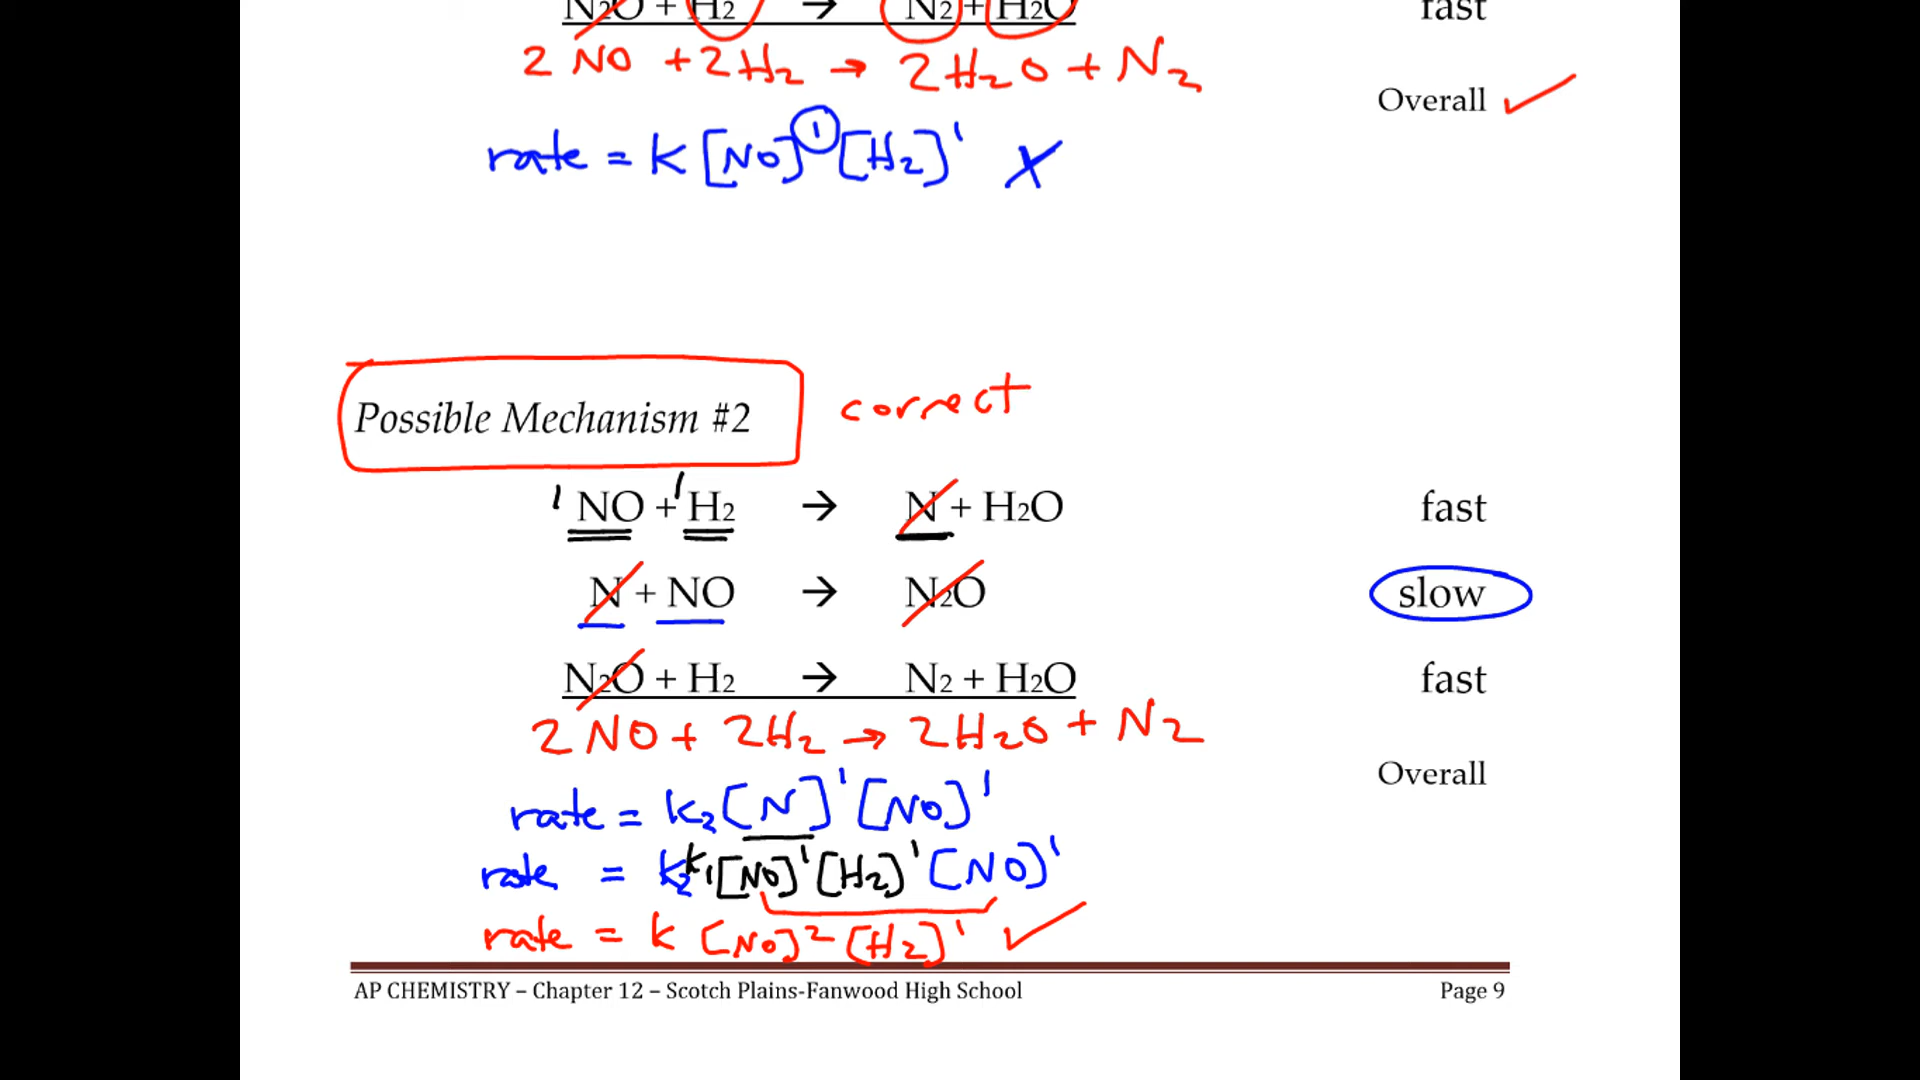 N2O + H2 → N2 + H2O fast
2 NO + 2H2 → 2H2O + N2
Overall ✓
rate = k [NO]^1 [H2]^1 X
Possible Mechanism #2 correct
1 NO + 1 H2 → N + H2O fast
N + NO → N2O slow
N2O + H2 → N2 + H2O fast
2 NO + 2H2 → 2H2O + N2
Overall
rate = k2 [N]^1 [NO]^1
rate = k2 k1 [NO]^1 [H2]^1 [NO]^1
rate = k [NO]^2 [H2]^1 ✓
AP CHEMISTRY – Chapter 12 – Scotch Plains-Fanwood High School Page 9